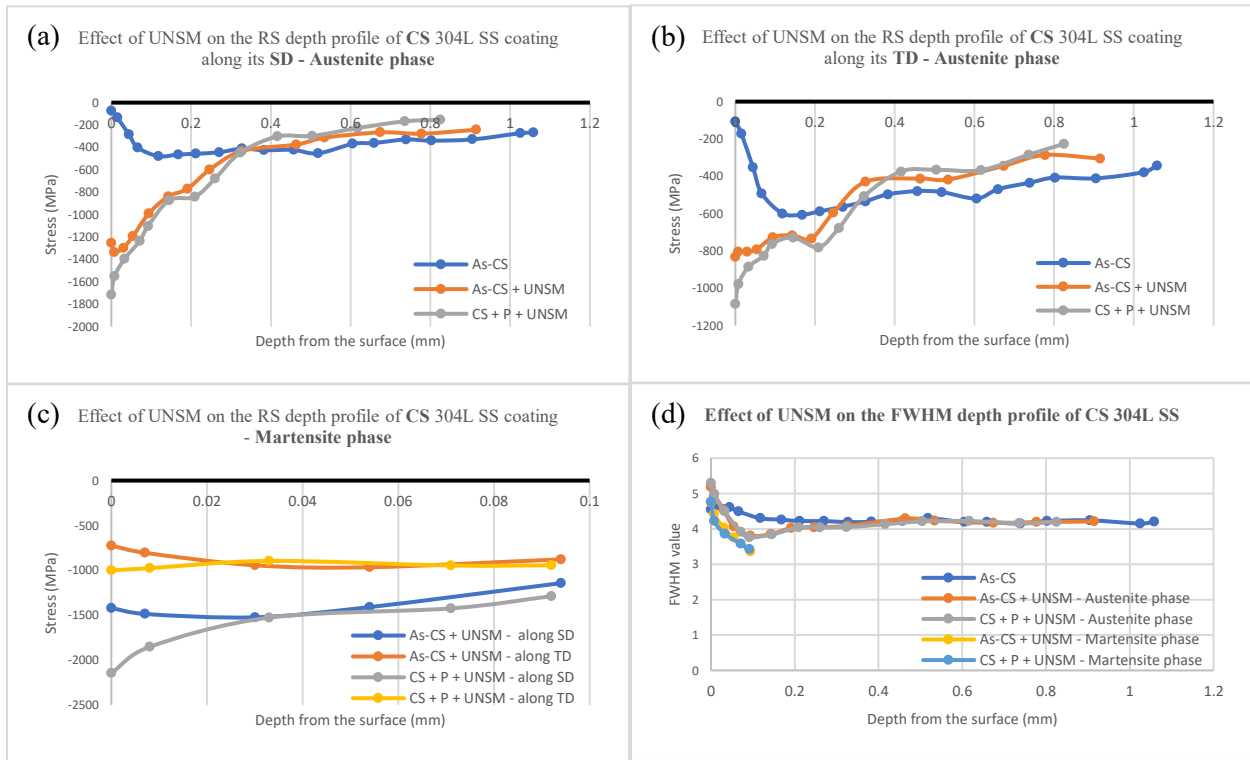 (a)
Effect of UNSM on the RS depth profile of CS 304L SS coating
along its SD - Austenite phase
0
-200
-400
-600
-800
-1000
-1200
-1400
-1600
-1800
-2000
0 0.2 0.4 0.6 0.8 1 1.2
Stress (MPa)
As-CS
As-CS + UNSM
CS + P + UNSM
Depth from the surface (mm)
(b)
Effect of UNSM on the RS depth profile of CS 304L SS coating
along its TD - Austenite phase
0
-200
-400
-600
-800
-1000
-1200
0 0.2 0.4 0.6 0.8 1 1.2
Stress (MPa)
As-CS
As-CS + UNSM
CS + P + UNSM
Depth from the surface (mm)
(c)
Effect of UNSM on the RS depth profile of CS 304L SS coating
- Martensite phase
0
-500
-1000
-1500
-2000
-2500
0 0.02 0.04 0.06 0.08 0.1
Stress (MPa)
As-CS + UNSM - along SD
As-CS + UNSM - along TD
CS + P + UNSM - along SD
CS + P + UNSM - along TD
Depth from the surface (mm)
(d)
Effect of UNSM on the FWHM depth profile of CS 304L SS
6
5
4
3
2
1
0
FWHM value
As-CS
As-CS + UNSM - Austenite phase
CS + P + UNSM - Austenite phase
As-CS + UNSM - Martensite phase
CS + P + UNSM - Martensite phase
0 0.2 0.4 0.6 0.8 1 1.2
Depth from the surface (mm)